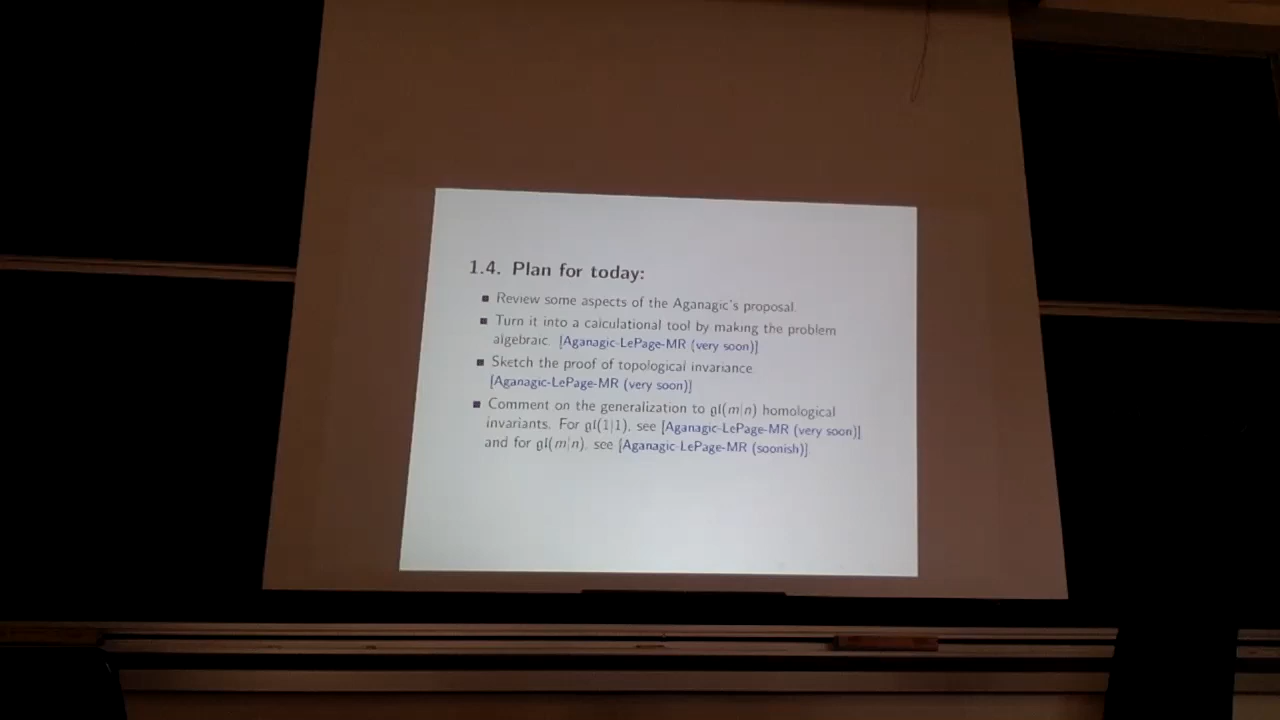 1.4. Plan for today:
■ Review some aspects of the Aganagic's proposal.
■ Turn it into a calculational tool by making the problem
algebraic. [Aganagic-LePage-MR (very soon)]
■ Sketch the proof of topological invariance.
[Aganagic-LePage-MR (very soon)]
■ Comment on the generalization to gl(m|n) homological
invariants. For gl(1|1), see [Aganagic-LePage-MR (very soon)]
and for gl(m|n), see [Aganagic-LePage-MR (soonish)]